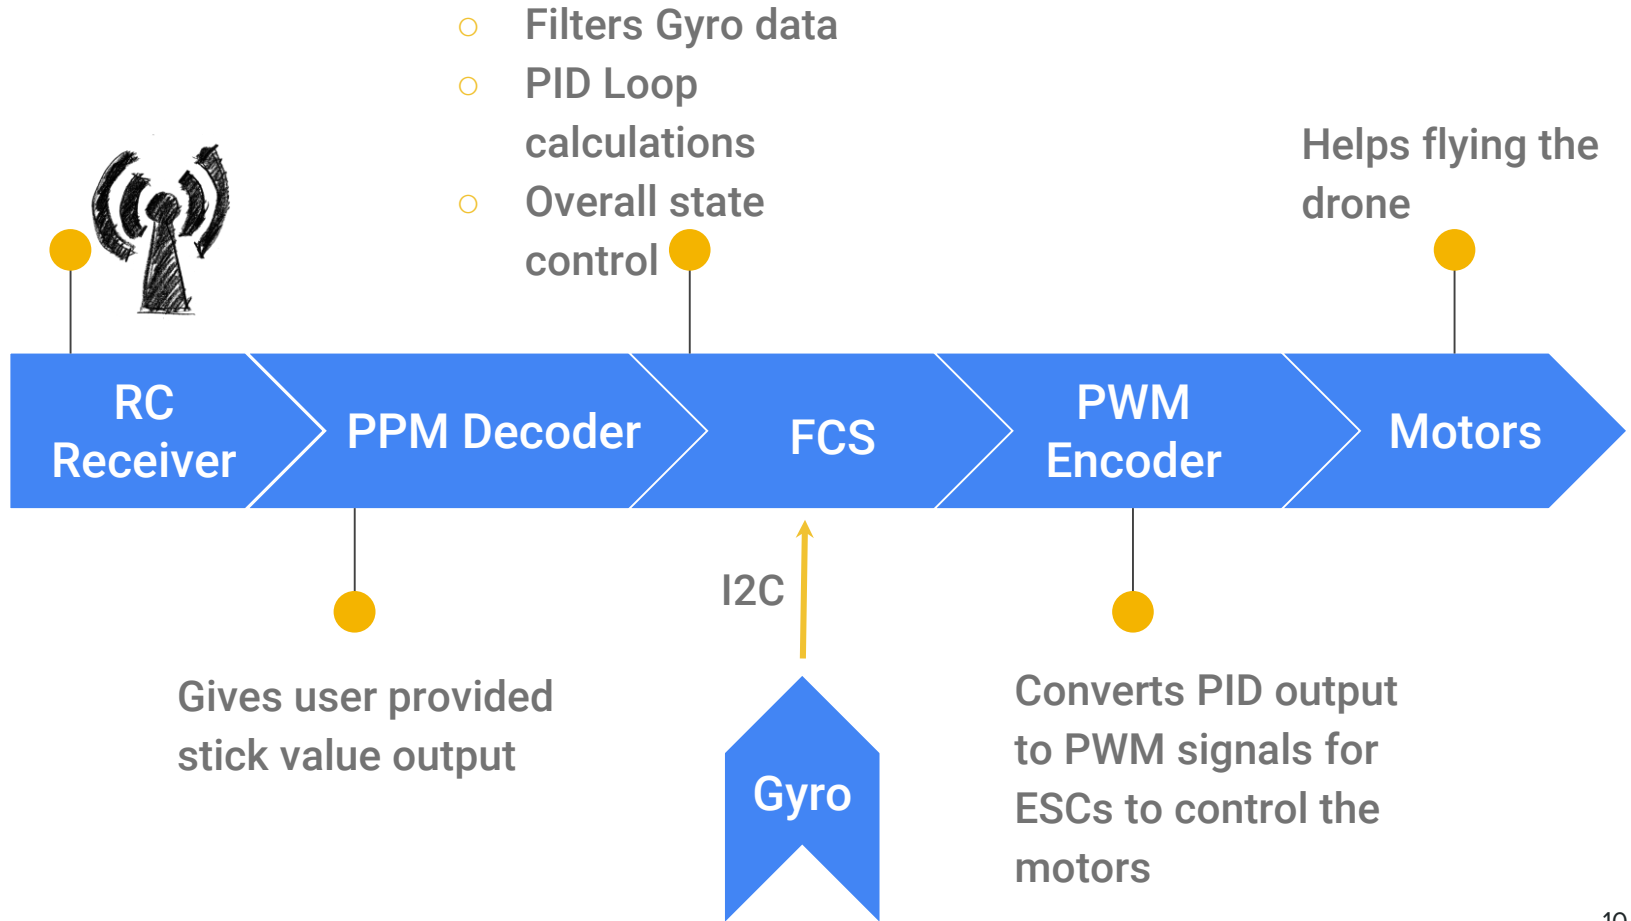 Filters Gyro data
PID Loop
calculations
Overall state
control
Helps flying the
drone
RC
Receiver
PPM Decoder
FCS
PWM
Encoder
Motors
I2C
Gives user provided
stick value output
Gyro
Converts PID output
to PWM signals for
ESCs to control the
motors